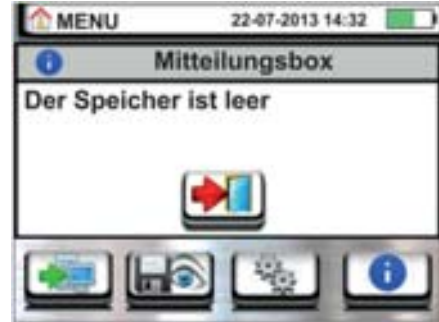 MENU 22-07-2013 14:32
Mitteilungsbox
Der Speicher ist leer